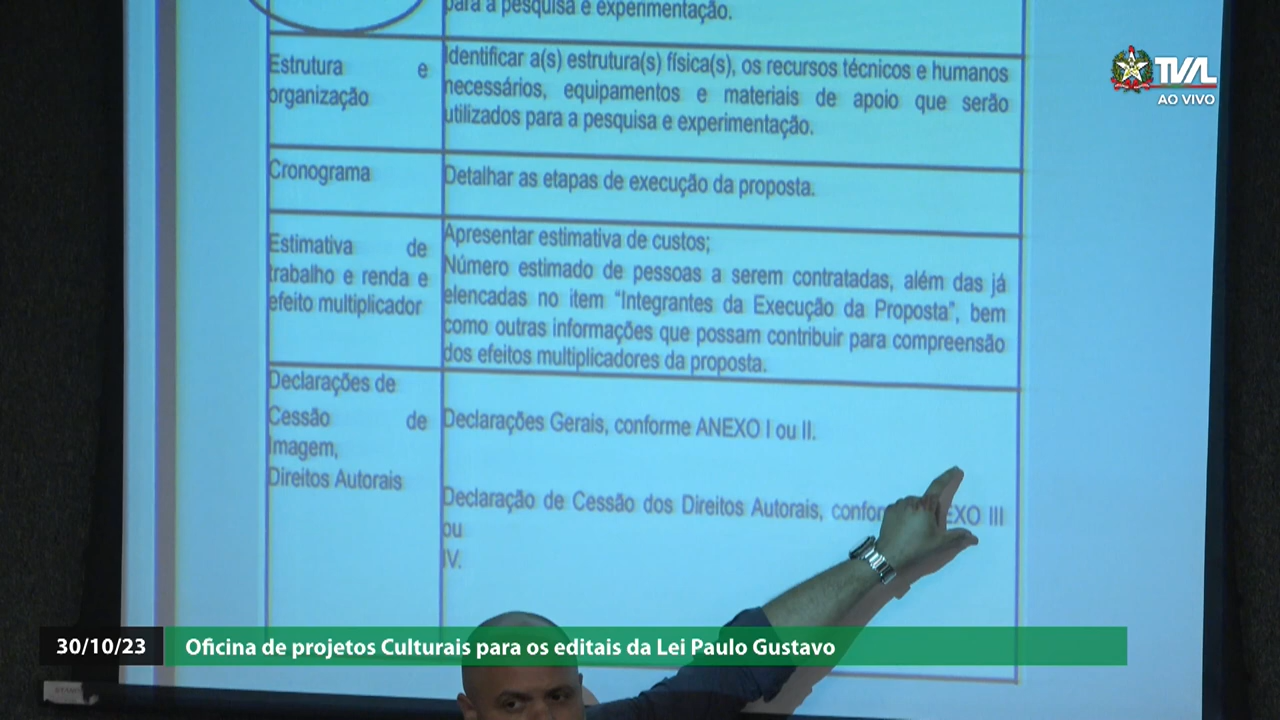 para a pesquisa e experimentação.
Estrutura e
organização
Identificar a(s) estrutura(s) física(s), os recursos técnicos e humanos
necessários, equipamentos e materiais de apoio que serão
utilizados para a pesquisa e experimentação.
Cronograma
Detalhar as etapas de execução da proposta.
Estimativa de
trabalho e renda e
efeito multiplicador
Apresentar estimativa de custos;
Número estimado de pessoas a serem contratadas, além das já
elencadas no item “Integrantes da Execução da Proposta”, bem
como outras informações que possam contribuir para compreensão
dos efeitos multiplicadores da proposta.
Declarações de
Cessão de
Imagem,
Direitos Autorais
Declarações Gerais, conforme ANEXO I ou II.
Declaração de Cessão dos Direitos Autorais, III
ou
IV.
TVAL
AO VIVO
30/10/23
Oficina de projetos Culturais para os editais da Lei Paulo Gustavo